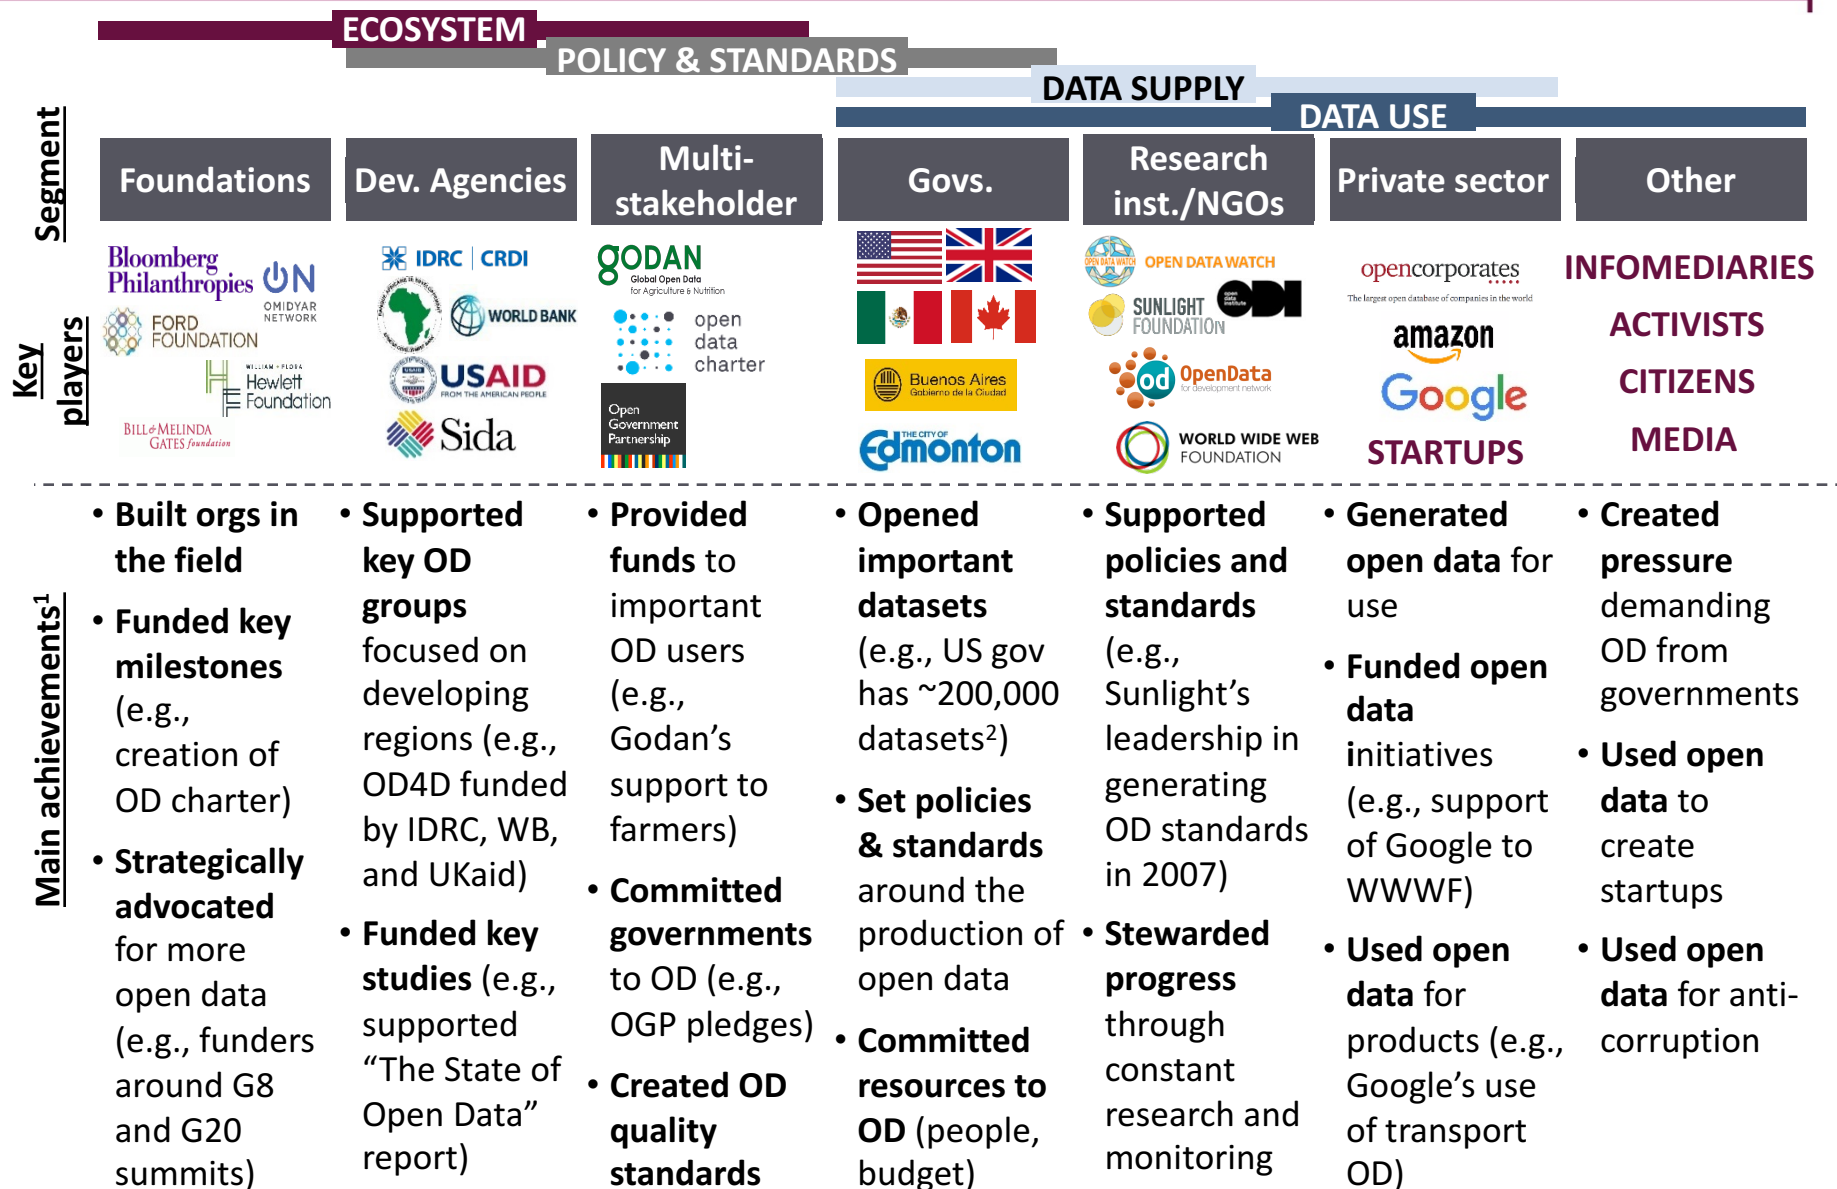 ECOSYSTEM
POLICY & STANDARDS
DATA SUPPLY
DATA USE
Segment
Foundations
Dev. Agencies
Multi-
stakeholder
Govs.
Research
inst./NGOs
Private sector
Other
Key
players
Bloomberg
Philanthropies
ON
OMIDYAR
NETWORK
FORD
FOUNDATION
WILLIAM + FLORA
Hewlett
Foundation
BILL & MELINDA
GATES foundation
IDRC | CRDI
WORLD BANK
USAID
FROM THE AMERICAN PEOPLE
Sida
GODAN
Global Open Data
for Agriculture & Nutrition
open
data
charter
Open
Government
Partnership
Buenos Aires
Gobierno de la Ciudad
THE CITY OF
Edmonton
OPEN DATA WATCH
OPEN DATA WATCH
SUNLIGHT
FOUNDATION
open
data
institute
ODI
od
OpenData
for development network
WORLD WIDE WEB
FOUNDATION
opencorporates
The largest open database of companies in the world
amazon
Google
STARTUPS
INFOMEDIARIES
ACTIVISTS
CITIZENS
MEDIA
Main achievements1
• Built orgs in
the field
• Funded key
milestones
(e.g.,
creation of
OD charter)
• Strategically
advocated
for more
open data
(e.g., funders
around G8
and G20
summits)
• Supported
key OD
groups
focused on
developing
regions (e.g.,
OD4D funded
by IDRC, WB,
and UKaid)
• Funded key
studies (e.g.,
supported
“The State of
Open Data”
report)
• Provided
funds to
important
OD users
(e.g.,
Godan’s
support to
farmers)
• Committed
governments
to OD (e.g.,
OGP pledges)
• Created OD
quality
standards
• Opened
important
datasets
(e.g., US gov
has ~200,000
datasets2)
• Set policies
& standards
around the
production of
open data
• Committed
resources to
OD (people,
budget)
• Supported
policies and
standards
(e.g.,
Sunlight’s
leadership in
generating
OD standards
in 2007)
• Stewarded
progress
through
constant
research and
monitoring
• Generated
open data for
use
• Funded open
data
initiatives
(e.g., support
of Google to
WWWF)
• Used open
data for
products (e.g.,
Google’s use
of transport
OD)
• Created
pressure
demanding
OD from
governments
• Used open
data to
create
startups
• Used open
data for anti-
corruption